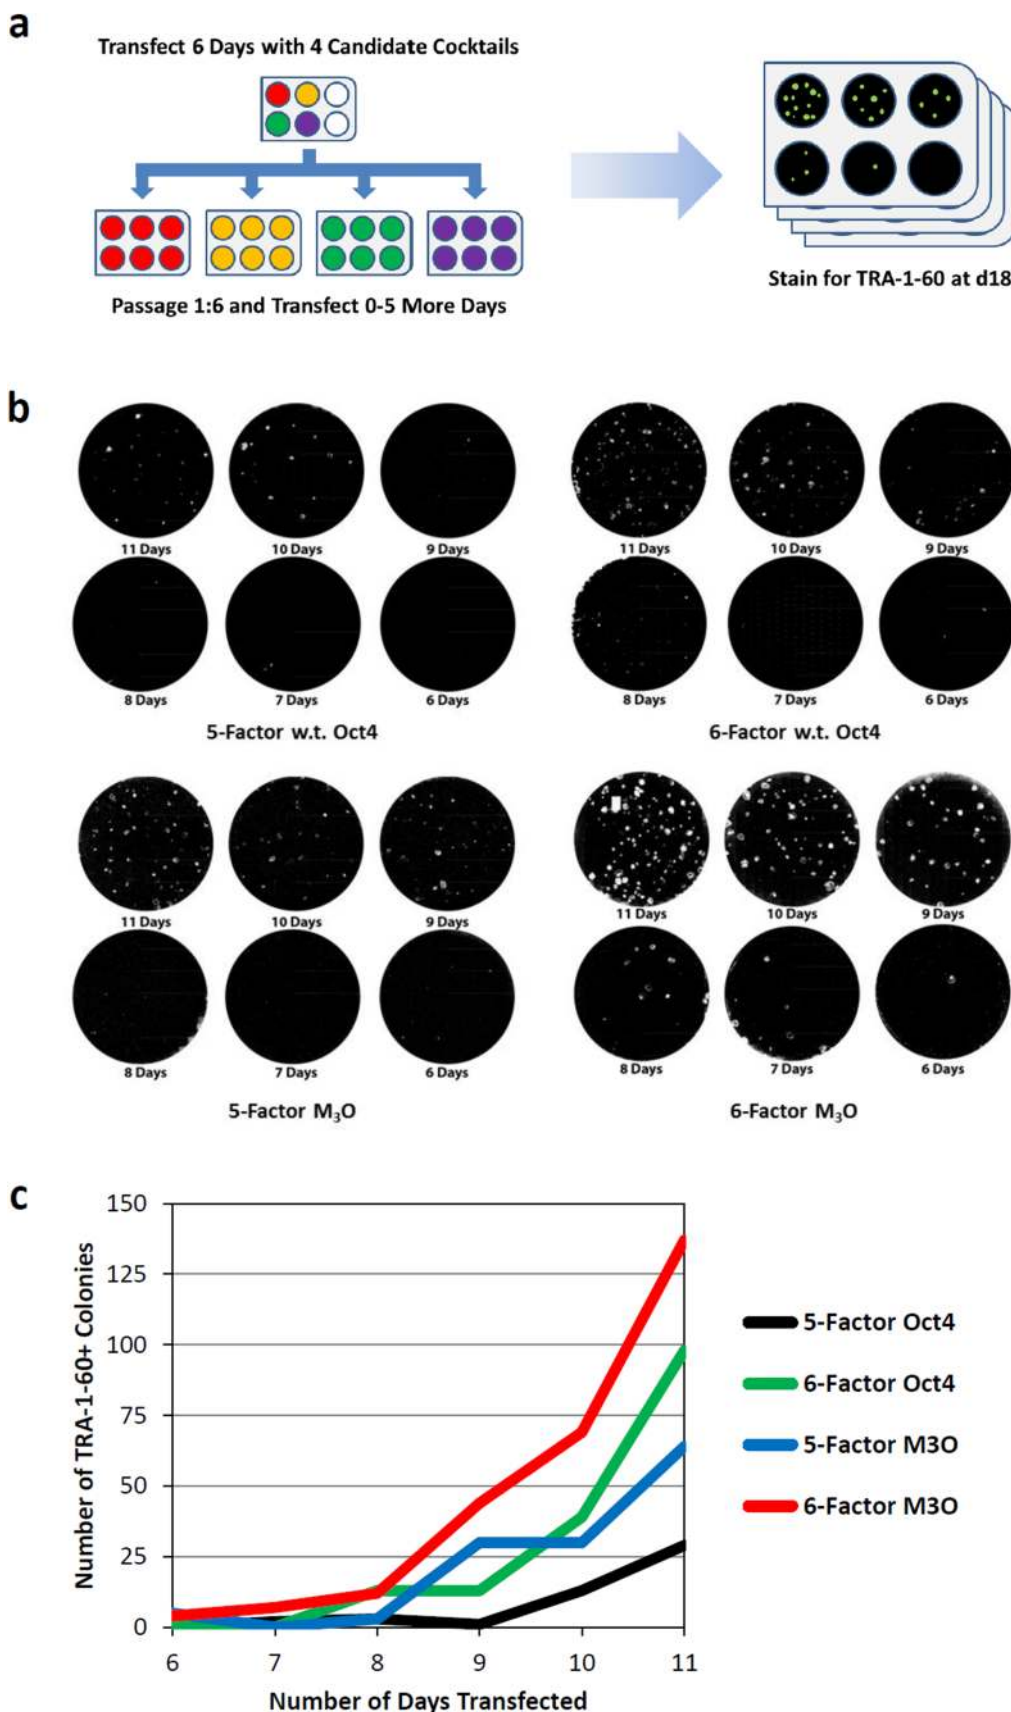 a
Transfect 6 Days with 4 Candidate Cocktails
Passage 1:6 and Transfect 0-5 More Days
Stain for TRA-1-60 at d18
b
11 Days 10 Days 9 Days
8 Days 7 Days 6 Days
5-Factor w.t. Oct4
11 Days 10 Days 9 Days
8 Days 7 Days 6 Days
6-Factor w.t. Oct4
11 Days 10 Days 9 Days
8 Days 7 Days 6 Days
5-Factor M₃O
11 Days 10 Days 9 Days
8 Days 7 Days 6 Days
6-Factor M₃O
c
Number of TRA-1-60+ Colonies
150
125
100
75
50
25
0
6 7 8 9 10 11
Number of Days Transfected
5-Factor Oct4
6-Factor Oct4
5-Factor M3O
6-Factor M3O